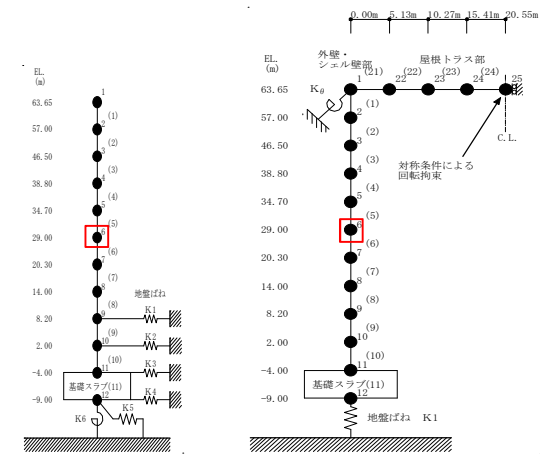 EL.
(m)
63.65
57.00
46.50
38.80
34.70
29.00
20.30
14.00
8.20
2.00
-4.00
-9.00
1
(1)
2
(2)
3
(3)
4
(4)
5
(5)
6
(6)
7
(7)
8
(8)
9
(9)
10
(10)
11
基礎スラブ(11)
12
地盤ばね
K1
K2
K3
K4
K5
K6
0.00m 5.13m 10.27m 15.41m 20.55m
EL.
(m)
外壁・
シェル壁部
屋根トラス部
(21) (22) (23) (24)
1 22 23 24 25
Kθ
C.L.
対称条件による
回転拘束
63.65
57.00
46.50
38.80
34.70
29.00
20.30
14.00
8.20
2.00
-4.00
-9.00
(1)
2
(2)
3
(3)
4
(4)
5
(5)
6
(6)
7
(7)
8
(8)
9
(9)
10
(10)
11
基礎スラブ(11)
12
地盤ばね K1